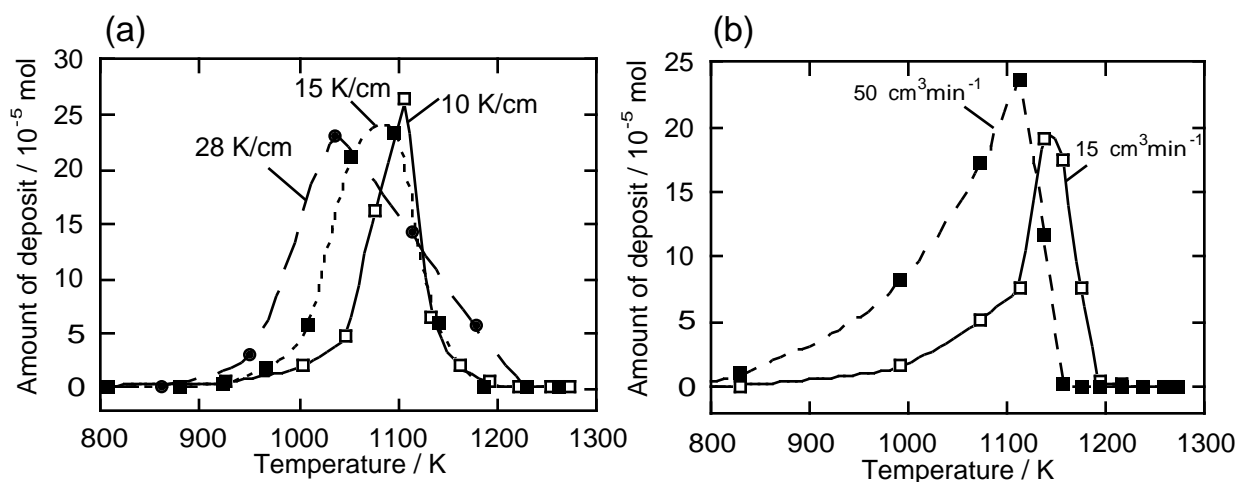 (a)
Amount of deposit / 10⁻⁵ mol
30
25
20
15
10
5
0
15 K/cm
10 K/cm
28 K/cm
800 900 1000 1100 1200 1300
Temperature / K
(b)
Amount of deposit / 10⁻⁵ mol
25
20
15
10
5
0
50 cm³min⁻¹
15 cm³min⁻¹
800 900 1000 1100 1200 1300
Temperature / K